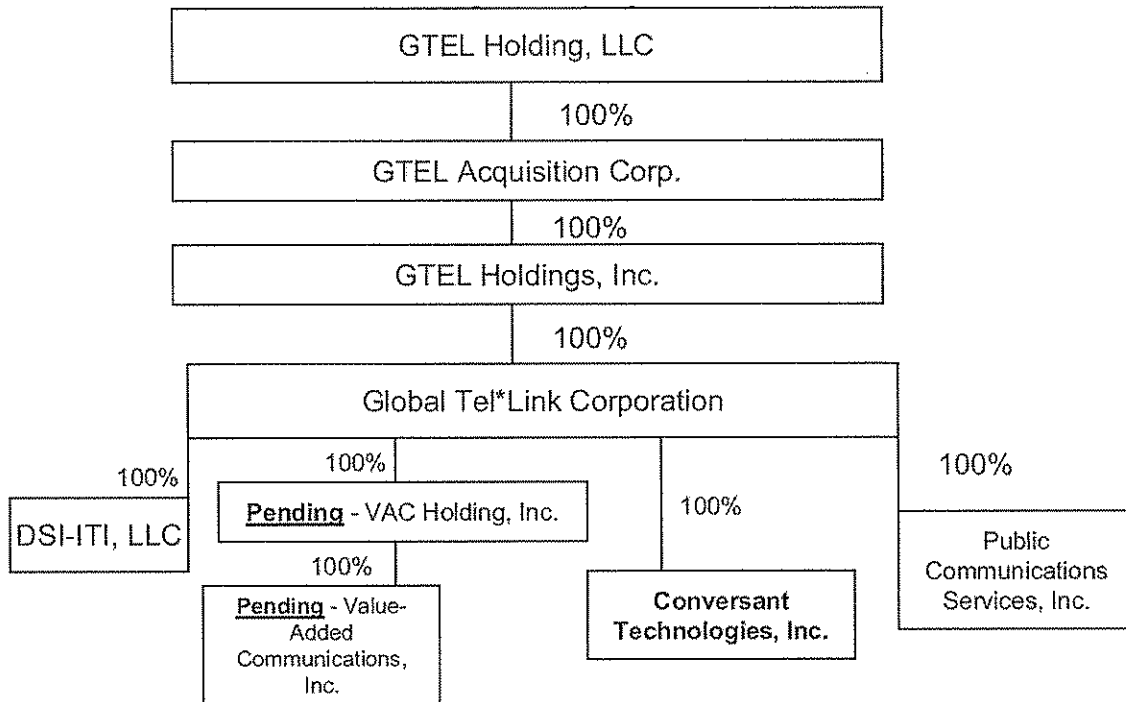 GTEL Holding, LLC
100%
GTEL Acquisition Corp.
100%
GTEL Holdings, Inc.
100%
Global Tel*Link Corporation
100%
100%
100%
100%
DSI-ITI, LLC
Pending - VAC Holding, Inc.
100%
Pending - Value-
Added
Communications,
Inc.
Conversant
Technologies, Inc.
Public
Communications
Services, Inc.